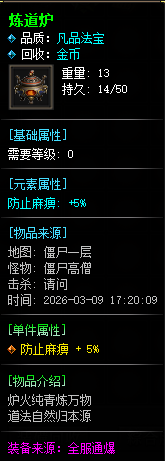 炼道炉
品质：凡品法宝
回收：金币
重量：13
持久：14/50
[基础属性]
需要等级：0
[元素属性]
防止麻痹：+5%
[物品来源]
地图：僵尸一层
怪物：僵尸高僧
击杀：请问
时间：2026-03-09 17:20:09
[单件属性]
防止麻痹 + 5%
[物品介绍]
炉火纯青炼万物
道法自然归本源
装备来源：全服通爆